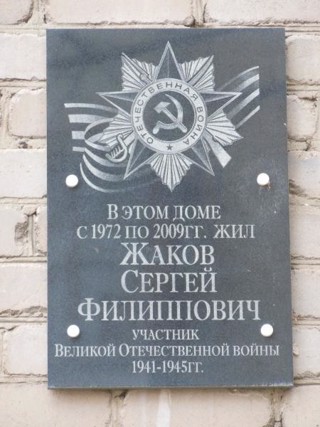 ОТЕЧЕСТВЕННАЯ ВОЙНА
В ЭТОМ ДОМЕ
С 1972 ПО 2009ГГ. ЖИЛ
ЖАКОВ
СЕРГЕЙ
ФИЛИППОВИЧ
УЧАСТНИК
ВЕЛИКОЙ ОТЕЧЕСТВЕННОЙ ВОЙНЫ
1941-1945ГГ.